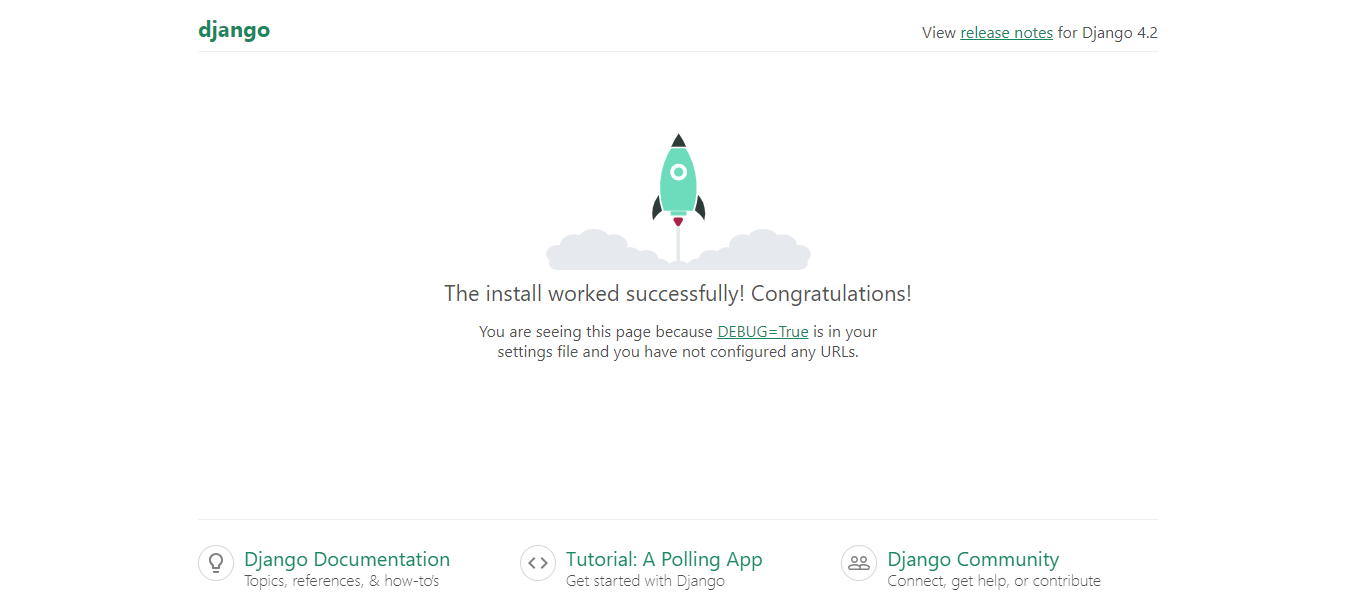 django
View release notes for Django 4.2
The install worked successfully! Congratulations!
You are seeing this page because DEBUG=True is in your
settings file and you have not configured any URLs.
Django Documentation
Topics, references, & how-to's
Tutorial: A Polling App
Get started with Django
Django Community
Connect, get help, or contribute